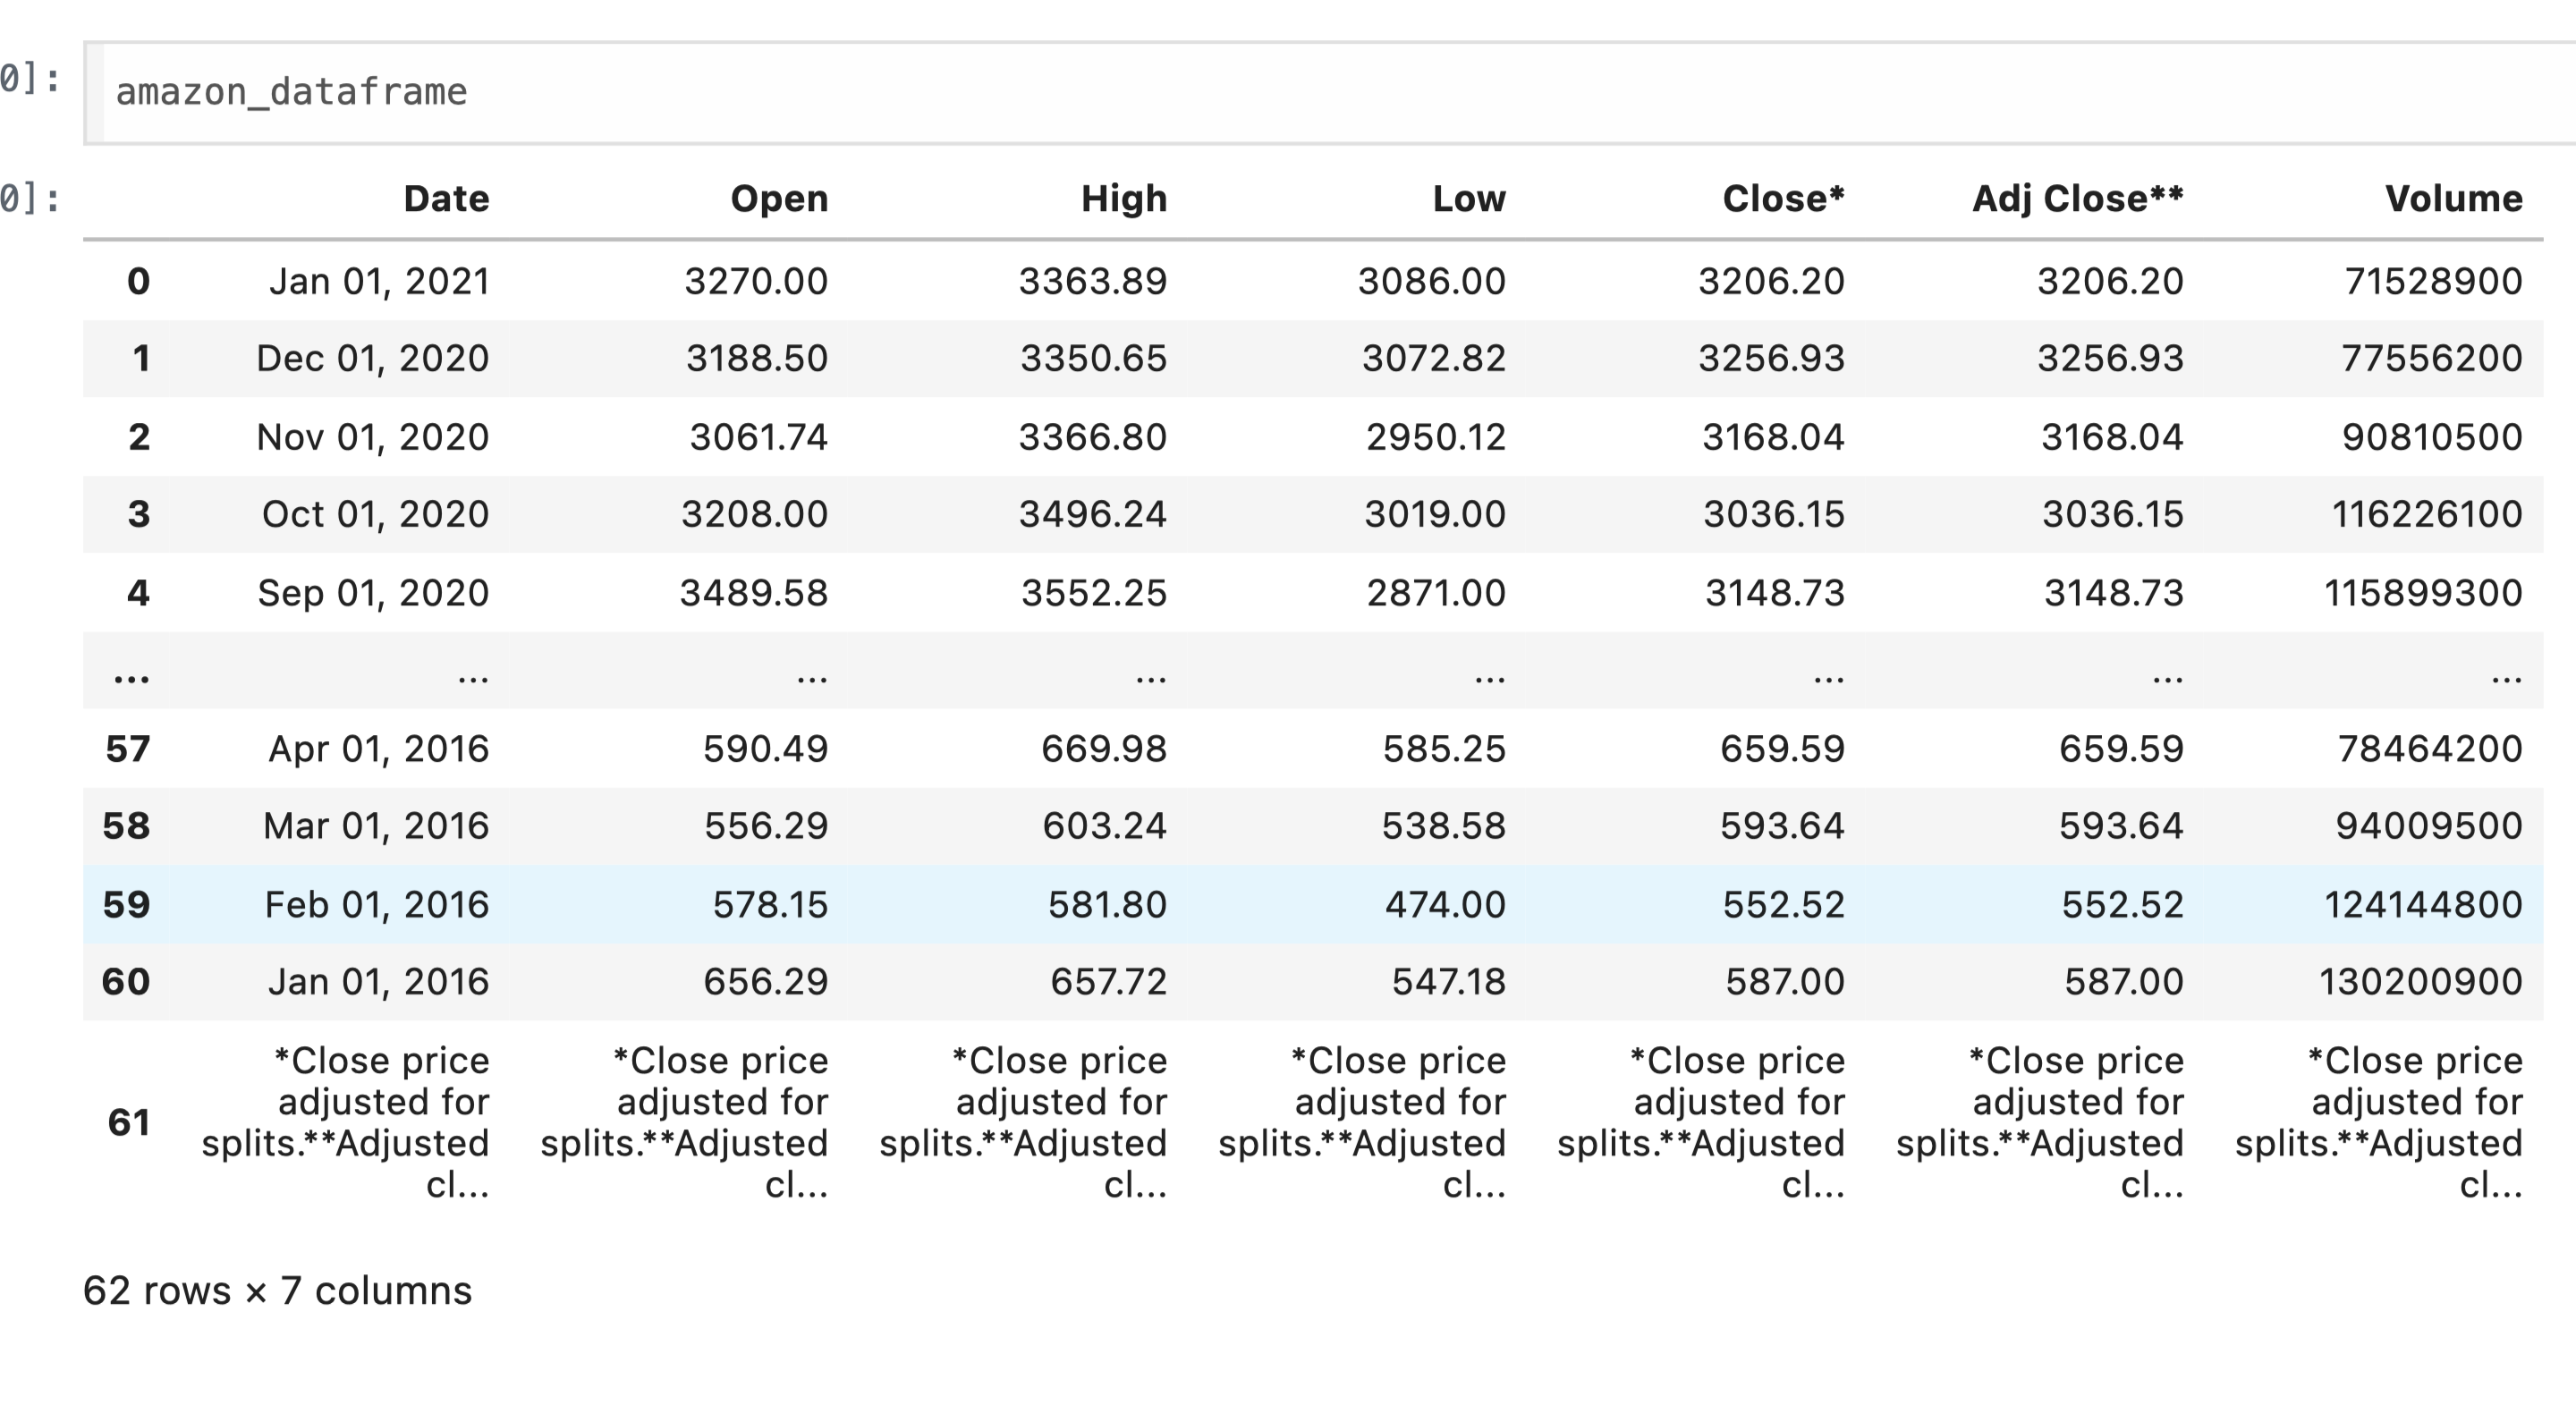 0]: amazon_dataframe
0]: Date Open High Low Close* Adj Close** Volume
0 Jan 01, 2021 3270.00 3363.89 3086.00 3206.20 3206.20 71528900
1 Dec 01, 2020 3188.50 3350.65 3072.82 3256.93 3256.93 77556200
2 Nov 01, 2020 3061.74 3366.80 2950.12 3168.04 3168.04 90810500
3 Oct 01, 2020 3208.00 3496.24 3019.00 3036.15 3036.15 116226100
4 Sep 01, 2020 3489.58 3552.25 2871.00 3148.73 3148.73 115899300
... ... ... ... ... ... ... ...
57 Apr 01, 2016 590.49 669.98 585.25 659.59 659.59 78464200
58 Mar 01, 2016 556.29 603.24 538.58 593.64 593.64 94009500
59 Feb 01, 2016 578.15 581.80 474.00 552.52 552.52 124144800
60 Jan 01, 2016 656.29 657.72 547.18 587.00 587.00 130200900
*Close price *Close price *Close price *Close price *Close price *Close price *Close price
adjusted for adjusted for adjusted for adjusted for adjusted for adjusted for adjusted for
61 splits.**Adjusted splits.**Adjusted splits.**Adjusted splits.**Adjusted splits.**Adjusted splits.**Adjusted splits.**Adjusted
cl... cl... cl... cl... cl... cl... cl...
62 rows × 7 columns